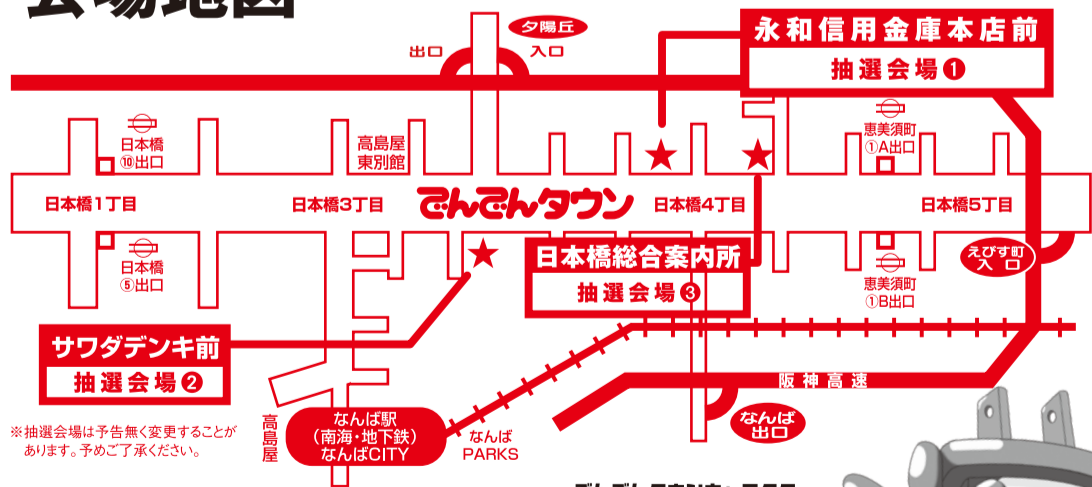 会場地図
夕陽丘
出口
入口
永和信用金庫本店前
抽選会場❶
日本橋
⑩出口
高島屋
東別館
恵美須町
①A出口
日本橋1丁目
日本橋3丁目
でんでんタウン
日本橋4丁目
日本橋5丁目
日本橋
⑤出口
日本橋総合案内所
抽選会場❸
えびす町
入口
恵美須町
①B出口
サワダデンキ前
抽選会場❷
阪神高速
※抽選会場は予告無く変更することが
あります。予めご了承ください。
高島屋
なんば駅
(南海・地下鉄)
なんばCITY
なんば
PARKS
なんば
出口